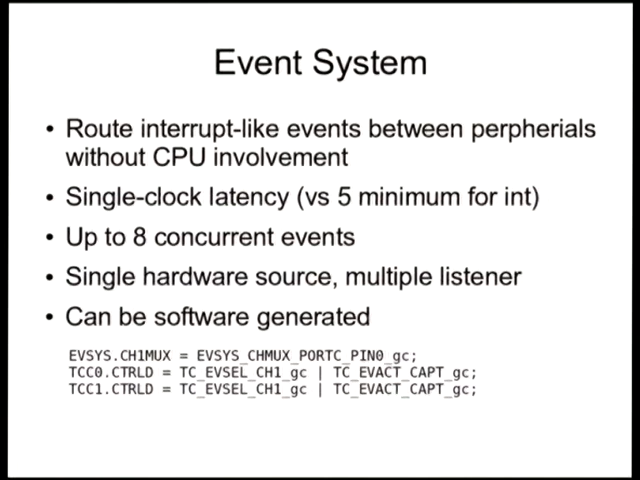 Event System
• Route interrupt-like events between perpherials
without CPU involvement
• Single-clock latency (vs 5 minimum for int)
• Up to 8 concurrent events
• Single hardware source, multiple listener
• Can be software generated
EVSYS.CH1MUX = EVSYS_CHMUX_PORTC_PIN0_gc;
TCC0.CTRLD = TC_EVSEL_CH1_gc | TC_EVACT_CAPT_gc;
TCC1.CTRLD = TC_EVSEL_CH1_gc | TC_EVACT_CAPT_gc;